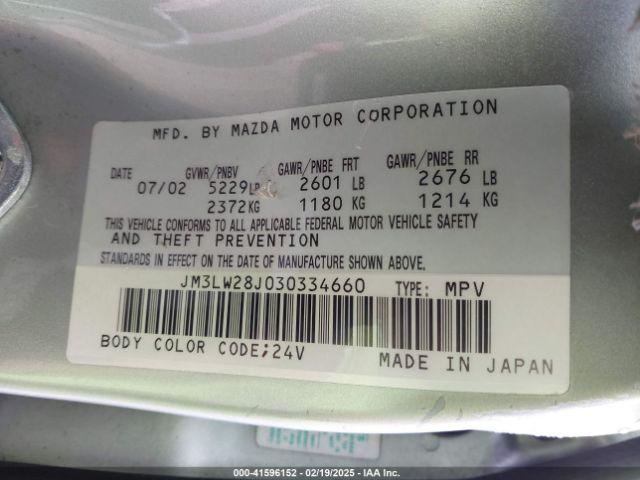 MFD. BY MAZDA MOTOR CORPORATION
DATE GVWR/PNBV GAWR/PNBE FRT GAWR/PNBE RR
07/02 5229LB 2601 LB 2676 LB
2372KG 1180 KG 1214 KG
THIS VEHICLE CONFORMS TO ALL APPLICABLE FEDERAL MOTOR VEHICLE SAFETY
AND THEFT PREVENTION
STANDARDS IN EFFECT ON THE DATE OF MANUFACTURE SHOWN ABOVE.
JM3LW28J030334660 TYPE: MPV
BODY COLOR CODE;24V MADE IN JAPAN
000-41596152 — 02/19/2025 — IAA Inc.